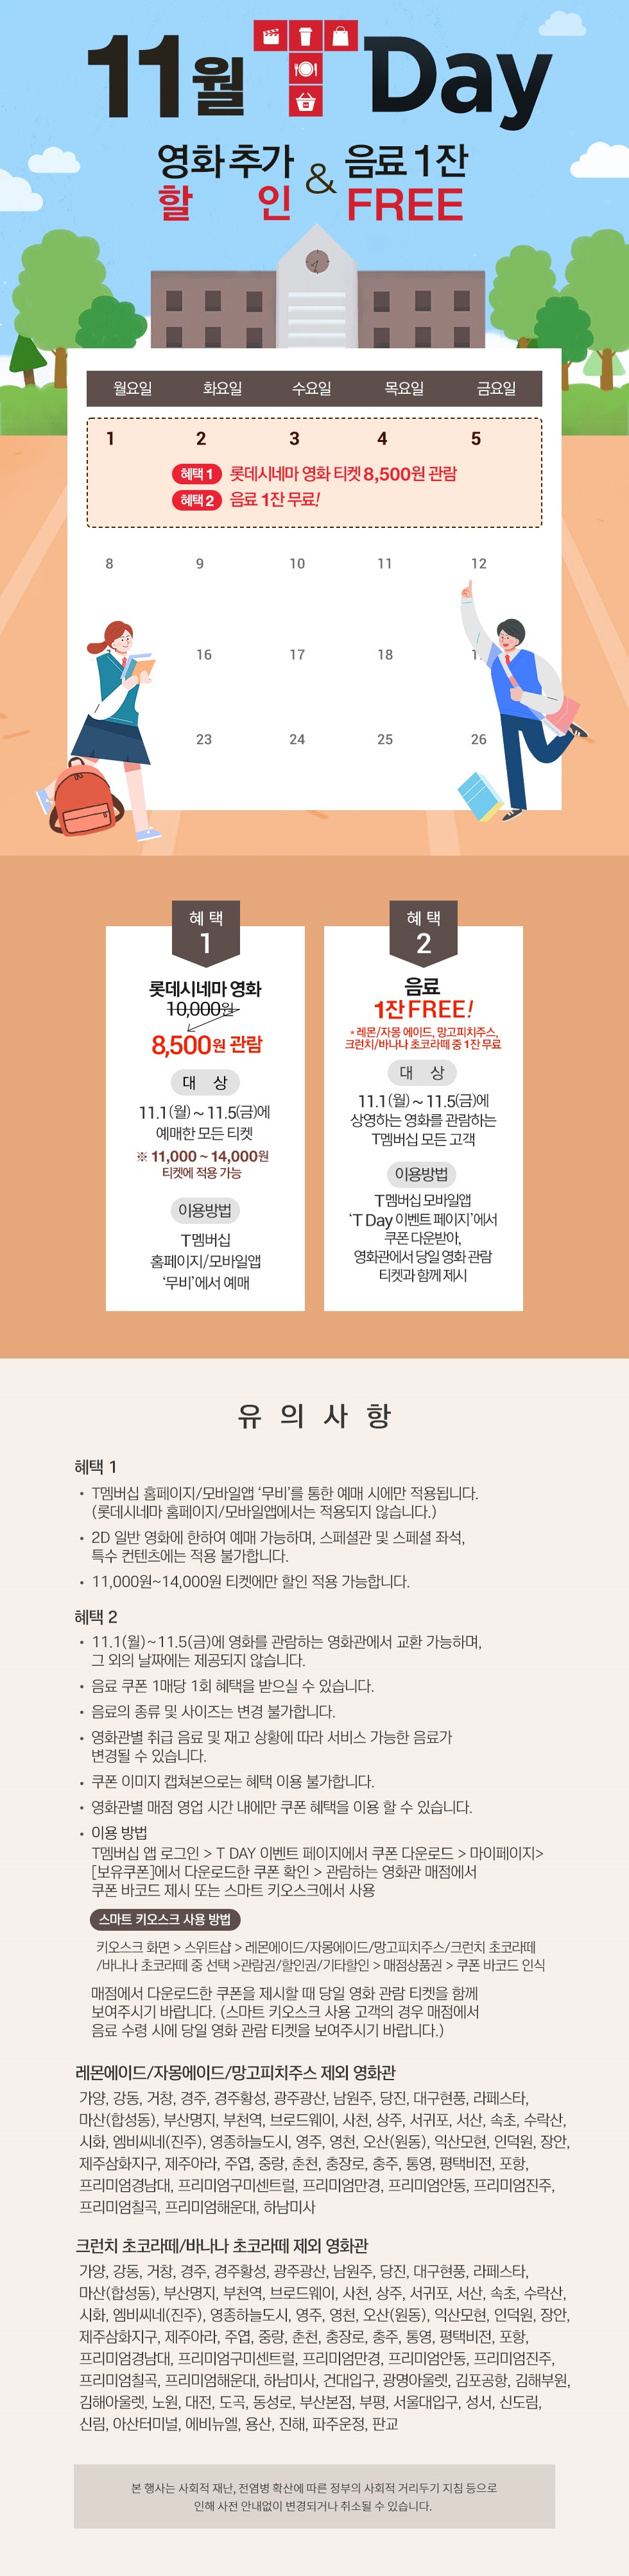 11월 T Day
영화 추가 할인 & 음료 1잔 FREE
월요일 화요일 수요일 목요일 금요일
1 2 3 4 5
혜택 1 롯데시네마 영화 티켓 8,500원 관람
혜택 2 음료 1잔 무료!
8 9 10 11 12
16 17 18
23 24 25 26
혜 택
1
롯데시네마 영화
10,000원
8,500원 관람
대 상
11.1(월) ~ 11.5(금)에
예매한 모든 티켓
※ 11,000 ~ 14,000원
티켓에 적용 가능
이용방법
T멤버십
홈페이지/모바일앱
‘무비’에서 예매
혜 택
2
음료
1잔 FREE!
* 레몬/자몽 에이드, 망고피치주스,
크런치/바나나 초코라떼 중 1잔 무료
대 상
11.1(월) ~ 11.5(금)에
상영하는 영화를 관람하는
T멤버십 모든 고객
이용방법
T멤버십 모바일앱
‘T Day 이벤트 페이지’에서
쿠폰 다운받아,
영화관에서 당일 영화 관람
티켓과 함께 제시
유 의 사 항
혜택 1
• T멤버십 홈페이지/모바일앱 ‘무비’를 통한 예매 시에만 적용됩니다.
(롯데시네마 홈페이지/모바일앱에서는 적용되지 않습니다.)
• 2D 일반 영화에 한하여 예매 가능하며, 스페셜관 및 스페셜 좌석,
특수 컨텐츠에는 적용 불가합니다.
• 11,000원~14,000원 티켓에만 할인 적용 가능합니다.
혜택 2
• 11.1(월)~11.5(금)에 영화를 관람하는 영화관에서 교환 가능하며,
그 외의 날짜에는 제공되지 않습니다.
• 음료 쿠폰 1매당 1회 혜택을 받으실 수 있습니다.
• 음료의 종류 및 사이즈는 변경 불가합니다.
• 영화관별 취급 음료 및 재고 상황에 따라 서비스 가능한 음료가
변경될 수 있습니다.
• 쿠폰 이미지 캡쳐본으로는 혜택 이용 불가합니다.
• 영화관별 매점 영업 시간 내에만 쿠폰 혜택을 이용 할 수 있습니다.
• 이용 방법
T멤버십 앱 로그인 > T DAY 이벤트 페이지에서 쿠폰 다운로드 > 마이페이지>
[보유쿠폰]에서 다운로드한 쿠폰 확인 > 관람하는 영화관 매점에서
쿠폰 바코드 제시 또는 스마트 키오스크에서 사용
스마트 키오스크 사용 방법
키오스크 화면 > 스위트샵 > 레몬에이드/자몽에이드/망고피치주스/크런치 초코라떼
/바나나 초코라떼 중 선택 >관람권/할인권/기타할인 > 매점상품권 > 쿠폰 바코드 인식
매점에서 다운로드한 쿠폰을 제시할 때 당일 영화 관람 티켓을 함께
보여주시기 바랍니다. (스마트 키오스크 사용 고객의 경우 매점에서
음료 수령 시에 당일 영화 관람 티켓을 보여주시기 바랍니다.)
레몬에이드/자몽에이드/망고피치주스 제외 영화관
가양, 강동, 거창, 경주, 경주황성, 광주광산, 남원주, 당진, 대구현풍, 라페스타,
마산(합성동), 부산명지, 부천역, 브로드웨이, 사천, 상주, 서귀포, 서산, 속초, 수락산,
시화, 엠비씨네(진주), 영종하늘도시, 영주, 영천, 오산(원동), 익산모현, 인덕원, 장안,
제주삼화지구, 제주아라, 주엽, 중랑, 춘천, 충장로, 충주, 통영, 평택비전, 포항,
프리미엄경남대, 프리미엄구미센트럴, 프리미엄만경, 프리미엄안동, 프리미엄진주,
프리미엄칠곡, 프리미엄해운대, 하남미사
크런치 초코라떼/바나나 초코라떼 제외 영화관
가양, 강동, 거창, 경주, 경주황성, 광주광산, 남원주, 당진, 대구현풍, 라페스타,
마산(합성동), 부산명지, 부천역, 브로드웨이, 사천, 상주, 서귀포, 서산, 속초, 수락산,
시화, 엠비씨네(진주), 영종하늘도시, 영주, 영천, 오산(원동), 익산모현, 인덕원, 장안,
제주삼화지구, 제주아라, 주엽, 중랑, 춘천, 충장로, 충주, 통영, 평택비전, 포항,
프리미엄경남대, 프리미엄구미센트럴, 프리미엄만경, 프리미엄안동, 프리미엄진주,
프리미엄칠곡, 프리미엄해운대, 하남미사, 건대입구, 광명아울렛, 김포공항, 김해부원,
김해아울렛, 노원, 대전, 도곡, 동성로, 부산본점, 부평, 서울대입구, 성서, 신도림,
신림, 아산터미널, 에비뉴엘, 용산, 진해, 파주운정, 판교
본 행사는 사회적 재난, 전염병 확산에 따른 정부의 사회적 거리두기 지침 등으로
인해 사전 안내없이 변경되거나 취소될 수 있습니다.